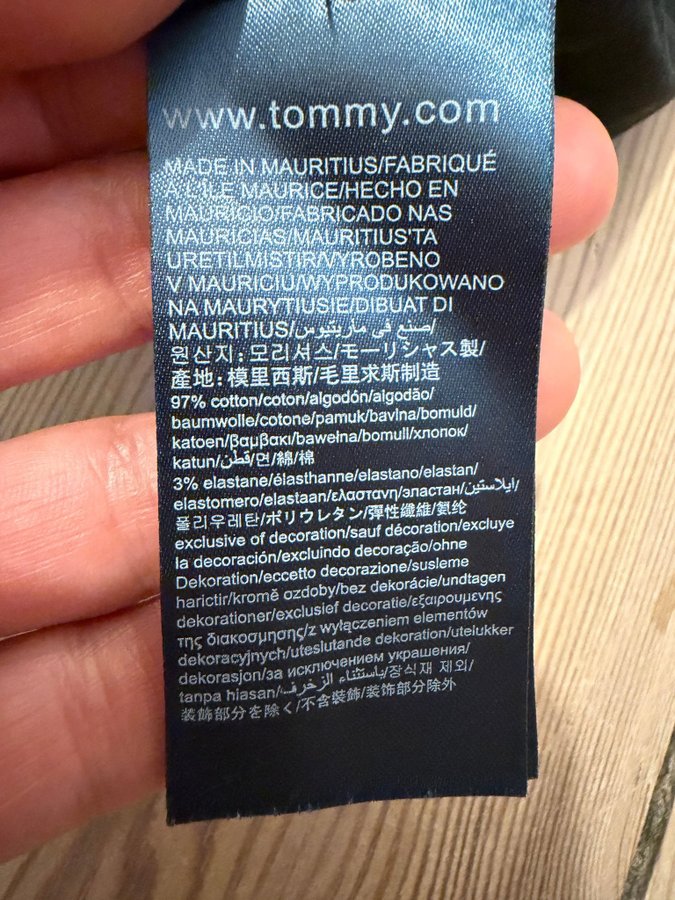 www.tommy.com
MADE IN MAURITIUS/FABRIQUÉ
À L'ÎLE MAURICE/HECHO EN
MAURICIO/FABRICADO NAS
MAURÍCIAS/MAURITIUS'TA
ÜRETİLMİŞTİR/VYROBENO
V MAURICIU/WYPRODUKOWANO
NA MAURYTIUSIE/DIBUAT DI
MAURITIUS/صنع في ماريتيوس/
원산지: 모리셔스/モーリシャス製/
產地: 模里西斯/毛里求斯制造
97% cotton/coton/algodón/algodão/
baumwolle/cotone/pamuk/bavlna/bomuld/
katoen/βαμβακι/bawełna/bomull/хлопок/
katun/قطن/면/綿/棉
3% elastane/élasthanne/elastano/elastan/
elastomero/elastaan/ελαστανη/эластан/ايلاستين/
폴리우레탄/ポリウレタン/彈性纖維/氨纶
exclusive of decoration/sauf décoration/excluye
la decoración/excluindo decoração/ohne
Dekoration/eccetto decorazione/susleme
harictir/kromě ozdoby/bez dekorácie/undtagen
dekorationer/exclusief decoratie/εξαιρουμενης
της διακοσμησης/z wyłączeniem elementów
dekoracyjnych/uteslutande dekoration/utelukker
dekorasjon/за исключением украшения/
tanpa hiasan/باستثناء الزخرف/장식재 제외/
装飾部分を除く/不含裝飾/装饰部分除外